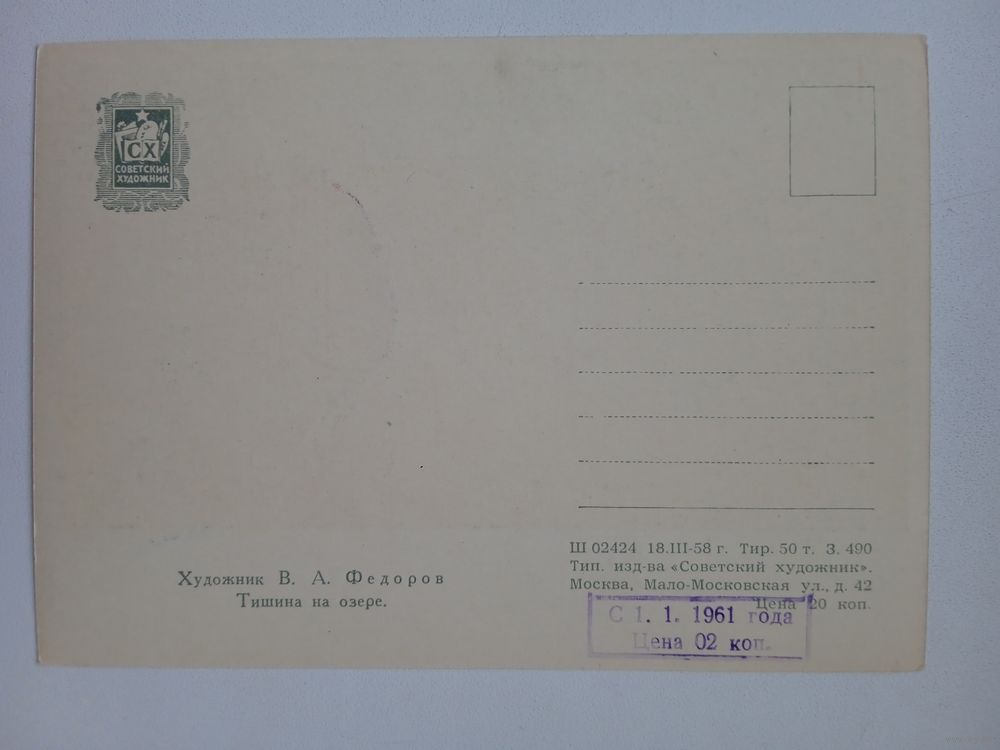 СХ
СОВЕТСКИЙ
ХУДОЖНИК
Художник В. А. Федоров
Тишина на озере.
Ш 02424 18.III-58 г. Тир. 50 т. З. 490
Тип. изд-ва «Советский художник».
Москва, Мало-Московская ул., д. 42
Цена 20 коп.
С 1. 1. 1961 года
Цена 02 коп.